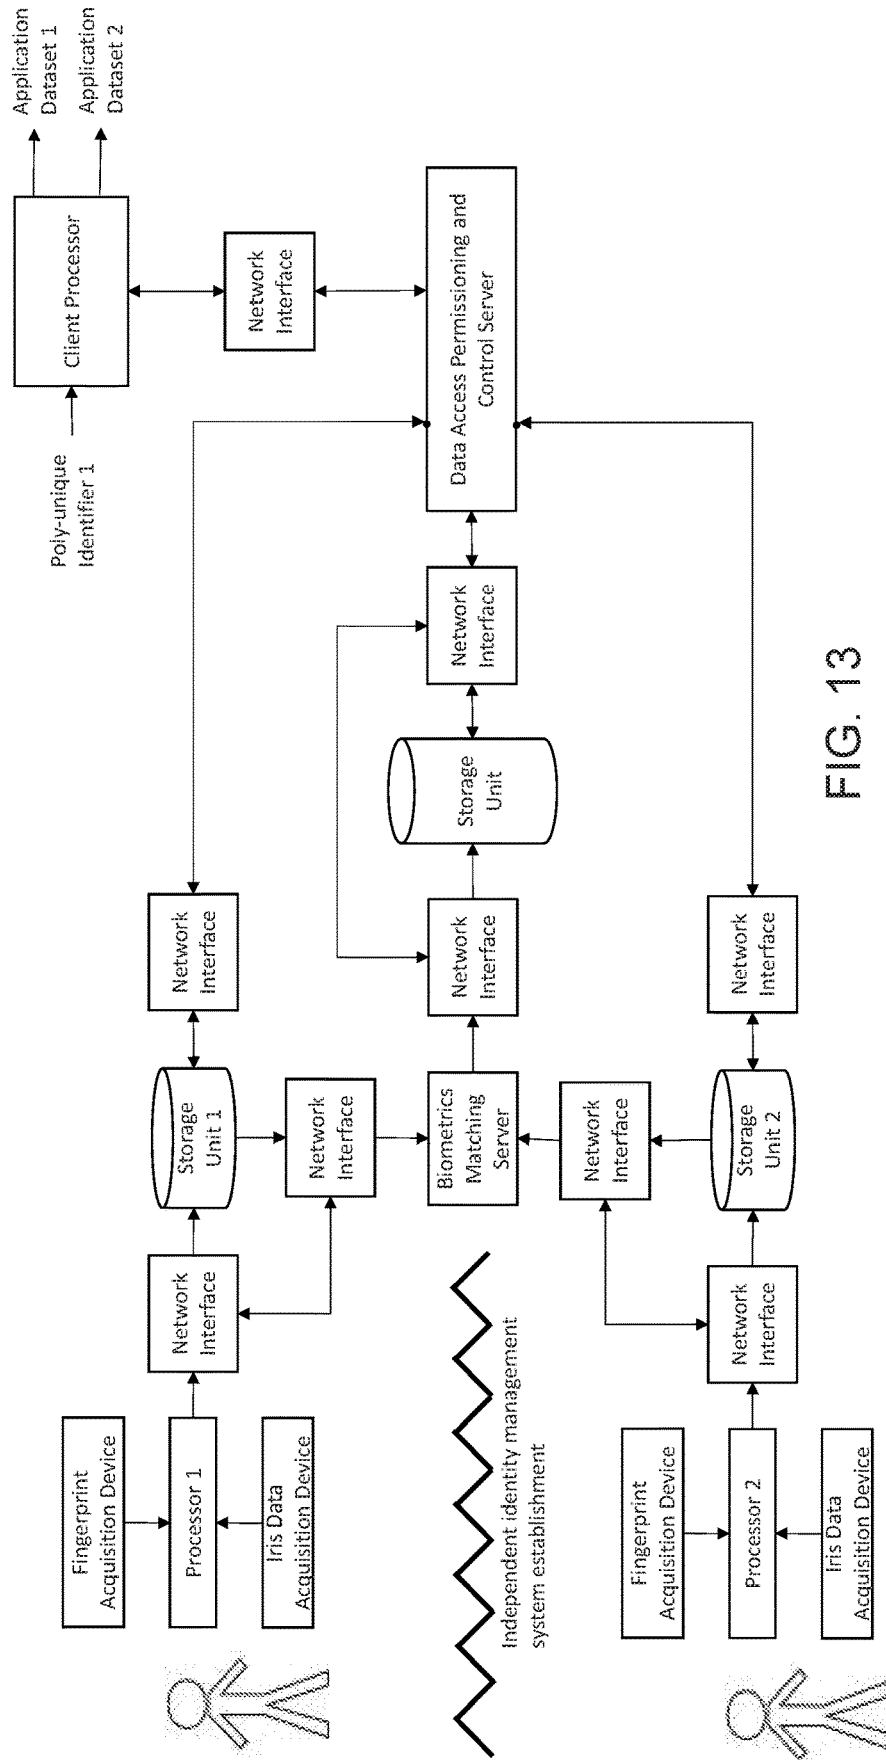 Fingerprint
Acquisition Device
Processor 1
Iris Data
Acquisition Device
Network
Interface
Storage
Unit 1
Network
Interface
Network
Interface
Poly-unique
Identifier 1
Client Processor
Application
Dataset 1
Application
Dataset 2
Network
Interface
Independent identity management
system establishment
Biometrics
Matching
Server
Network
Interface
Storage
Unit
Network
Interface
Data Access Permissioning and
Control Server
Fingerprint
Acquisition Device
Processor 2
Iris Data
Acquisition Device
Network
Interface
Network
Interface
Storage
Unit 2
Network
Interface
FIG. 13